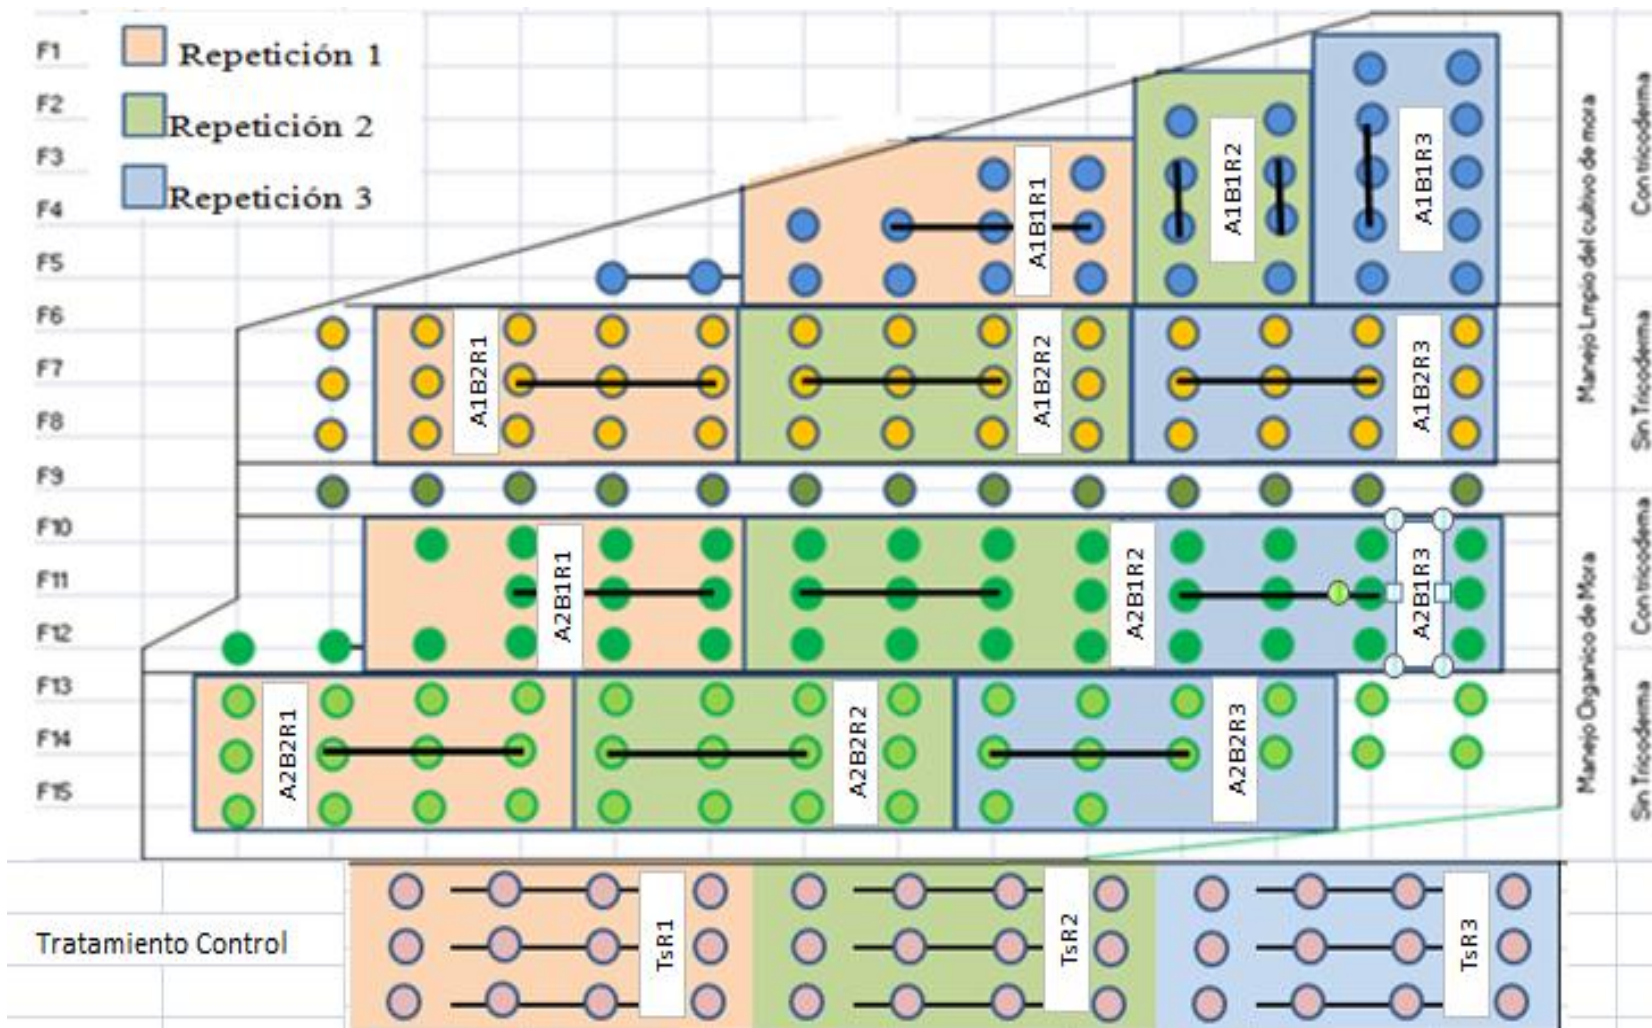 Repetición 1
Repetición 2
Repetición 3
F1
F2
F3
F4
F5
F6
F7
F8
F9
F10
F11
F12
F13
F14
F15
A1B1R1
A1B1R2
A1B1R3
A1B2R1
A1B2R2
A1B2R3
A2B1R1
A2B1R2
A2B1R3
A2B2R1
A2B2R2
A2B2R3
Manejo Lmpio del cultivo de mora
Manejo Organico de Mora
Con tricoderma
Sin Tricoderma
Con tricoderma
Sin Tricoderma
Tratamiento Control
TsR1
TsR2
TsR3